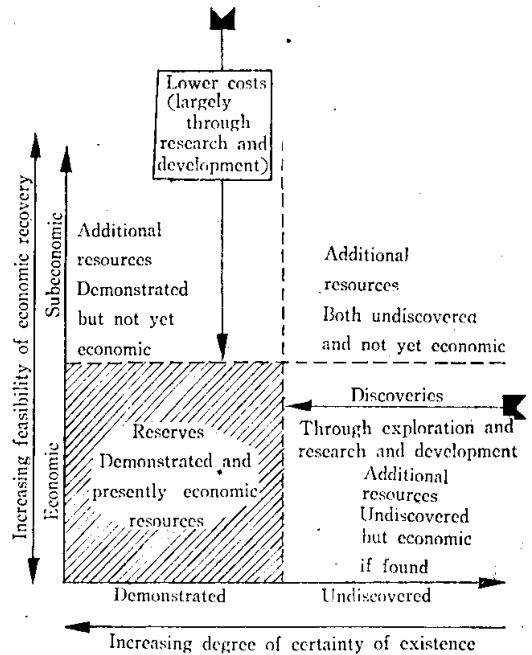 Lower costs
(largely
through
research and
development)
Increasing feasibility of economic recovery
Subeconomic
Economic
Additional
resources
Demonstrated
but not yet
economic
Additional
resources
Both undiscovered
and not yet economic
Reserves
Demonstrated and
presently economic
resources
Discoveries
Through exploration and
research and development
Additional
resources
Undiscovered
but economic
if found
Demonstrated
Undiscovered
Increasing degree of certainty of existence